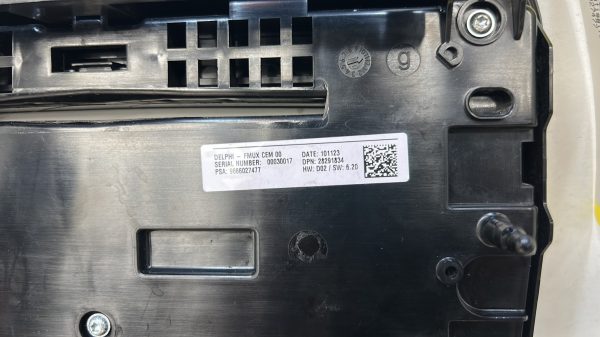 g
DELPHI - FMUX CEM 00 DATE: 101123
SERIAL NUMBER: 00030017 DPN: 28291834
PSA: 9666027477 HW: D02 / SW: 6.20